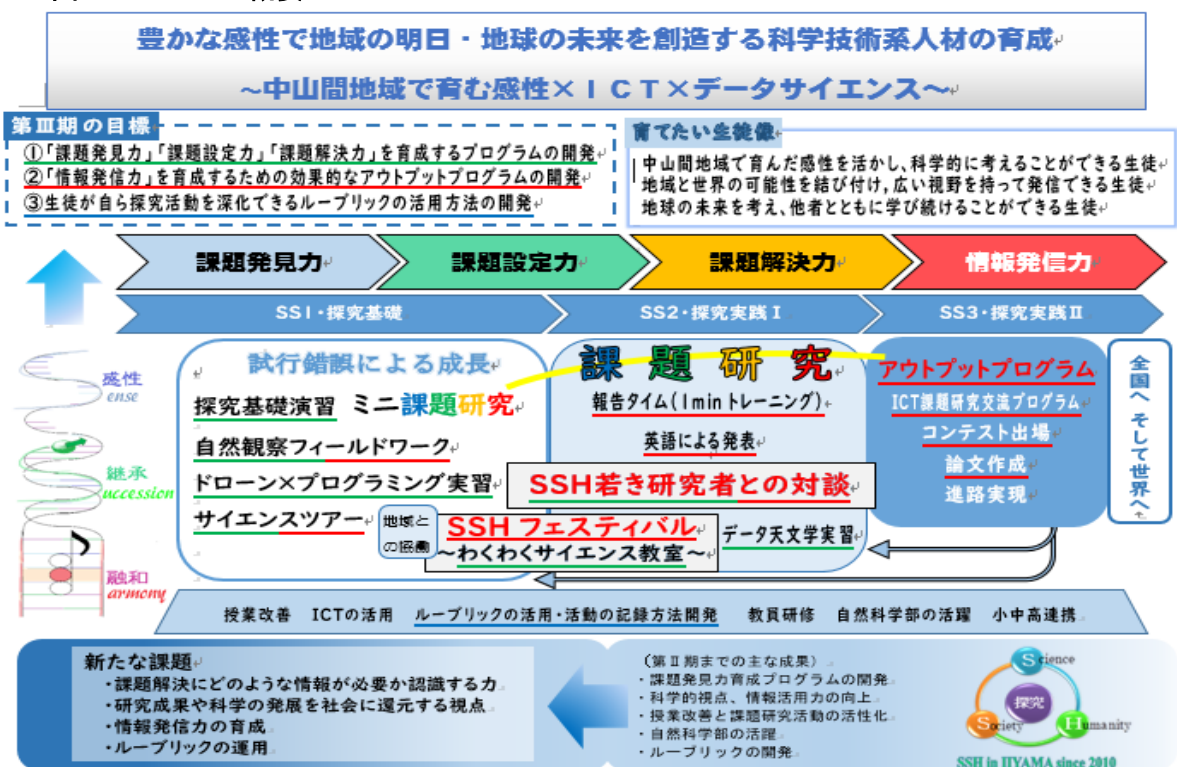 豊かな感性で地域の明日・地球の未来を創造する科学技術系人材の育成
～中山間地域で育む感性×ICT×データサイエンス～
第Ⅲ期の目標
①「課題発見力」「課題設定力」「課題解決力」を育成するプログラムの開発
②「情報発信力」を育成するための効果的なアウトプットプログラムの開発
③生徒が自ら探究活動を深化できるルーブリックの活用方法の開発
育てたい生徒像
中山間地域で育んだ感性を活かし、科学的に考えることができる生徒
地域と世界の可能性を結び付け,広い視野を持って発信できる生徒
地球の未来を考え、他者とともに学び続けることができる生徒
課題発見力 課題設定力 課題解決力 情報発信力
SS1・探究基礎 SS2・探究実践Ⅰ SS3・探究実践Ⅱ
感性
ense
継承
uccession
融和
armony
試行錯誤による成長
探究基礎演習 ミニ課題研究
自然観察フィールドワーク
ドローン×プログラミング実習
サイエンスツアー
地域と
の協働
課題研究
報告タイム(1minトレーニング)
英語による発表
SSH若き研究者との対談
SSHフェスティバル
～わくわくサイエンス教室～
データ天文学実習
アウトプットプログラム
ICT課題研究交流プログラム
コンテスト出場
論文作成
進路実現
全国へ そして世界へ
授業改善 ICTの活用 ルーブリックの活用・活動の記録方法開発 教員研修 自然科学部の活躍 小中高連携
新たな課題
・課題解決にどのような情報が必要か認識する力
・研究成果や科学の発展を社会に還元する視点
・情報発信力の育成
・ルーブリックの運用
(第Ⅱ期までの主な成果)
・課題発見力育成プログラムの開発
・科学的視点、情報活用力の向上
・授業改善と課題研究活動の活性化
・自然科学部の活躍
・ルーブリックの開発
Science
探究
Society
Humanity
SSH in IIYAMA since 2010